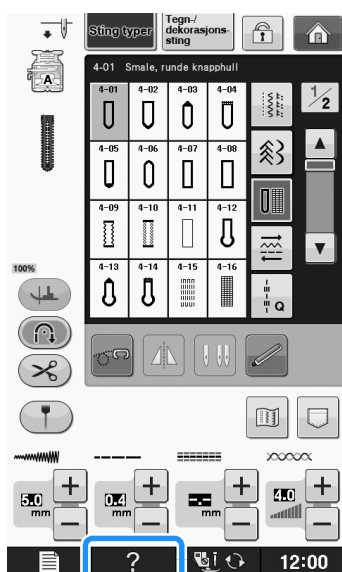 Sting typer
Tegn-/
dekorasjons-
sting
A
4-01 Smale, runde knapphull
4-01 4-02 4-03 4-04
1/2
4-05 4-06 4-07 4-08
4-09 4-10 4-11 4-12
4-13 4-14 4-15 4-16
Q
100%
5.0 mm
0.4 mm
-.- mm
4.0
?
12:00